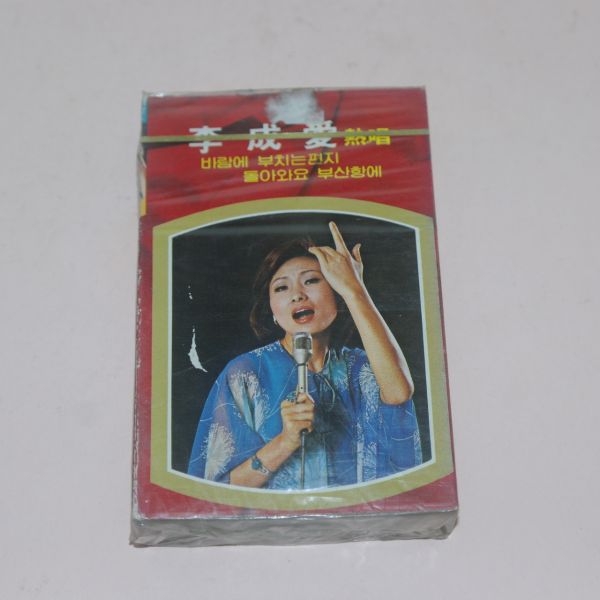 李成愛 熱唱
바람에 부치는편지
돌아와요 부산항에